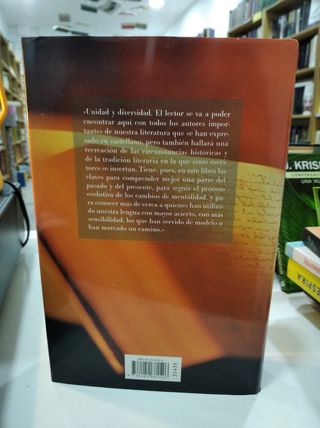 «Unidad y diversidad. El lector se va a poder
encontrar aquí con todos los autores impor-
tantes de nuestra literatura que se han expre-
sado en castellano, pero también hallará una
recreación de las circunstancias históricas y
de la tradición literaria en la que estos escri-
tores se insertan. Tiene, pues, en este libro las
claves para comprender mejor una parte del
pasado y del presente, para seguir el proceso
evolutivo de los cambios de mentalidad, y pa-
ra conocer más de cerca a quienes han utiliza-
do nuestra lengua con mayor acierto, con más
sensibilidad, los que han servido de modelo o
han marcado un camino.»
31433
KRISH
UNA NU
ESPIRA